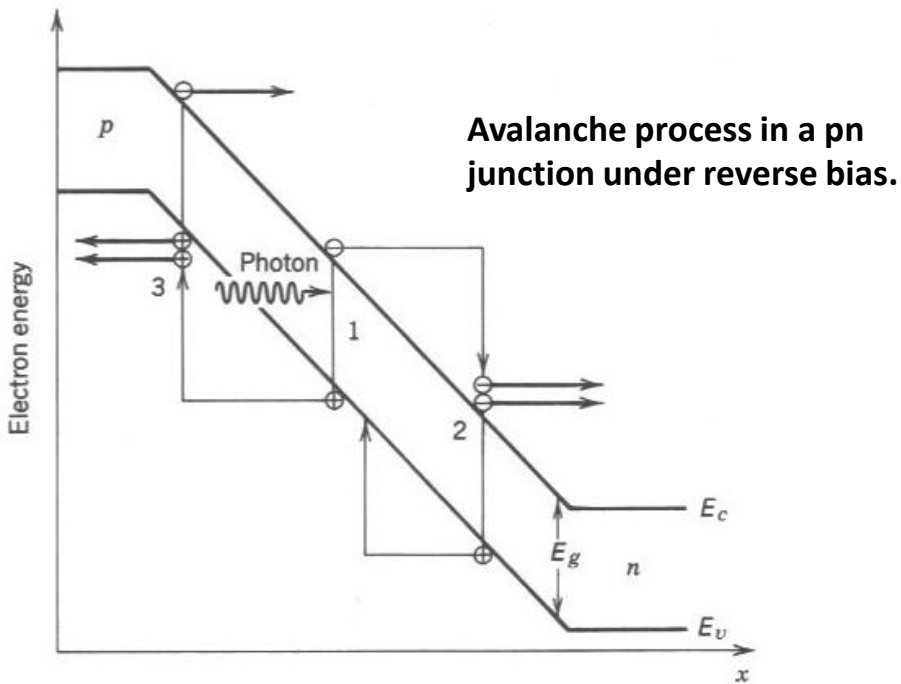 Avalanche process in a pn
junction under reverse bias.
p
Photon
3
1
2
E_c
E_g
n
E_v
Electron energy
x